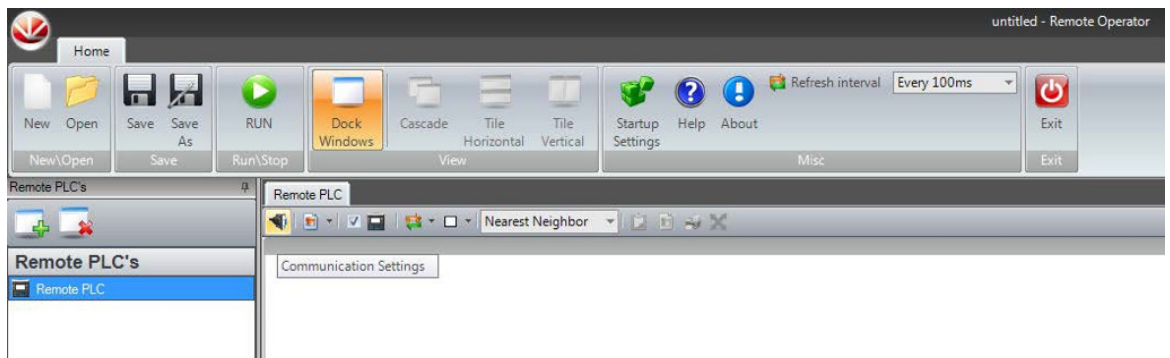 untitled - Remote Operator
Home
New
Open
Save
Save As
RUN
Dock Windows
Cascade
Tile Horizontal
Tile Vertical
Startup Settings
Help
About
Refresh interval
Every 100ms
Exit
New\Open
Save
Run\Stop
View
Misc
Exit
Remote PLC's
Remote PLC
Nearest Neighbor
Remote PLC's
Communication Settings
Remote PLC